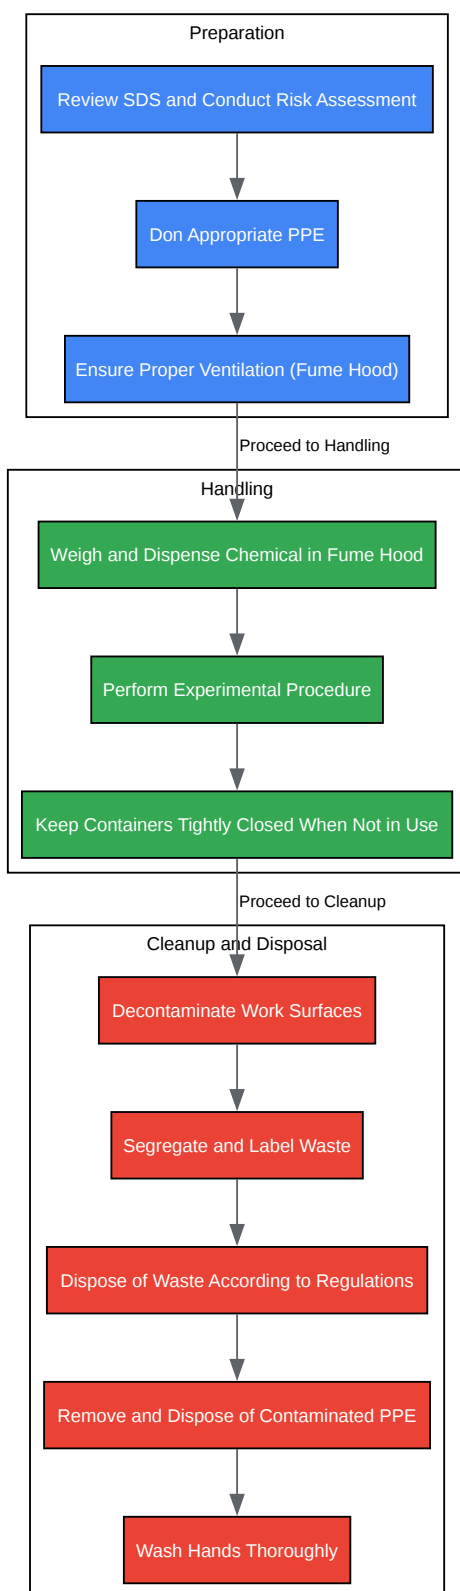 Preparation
Review SDS and Conduct Risk Assessment
Don Appropriate PPE
Ensure Proper Ventilation (Fume Hood)
Proceed to Handling
Handling
Weigh and Dispense Chemical in Fume Hood
Perform Experimental Procedure
Keep Containers Tightly Closed When Not in Use
Proceed to Cleanup
Cleanup and Disposal
Decontaminate Work Surfaces
Segregate and Label Waste
Dispose of Waste According to Regulations
Remove and Dispose of Contaminated PPE
Wash Hands Thoroughly